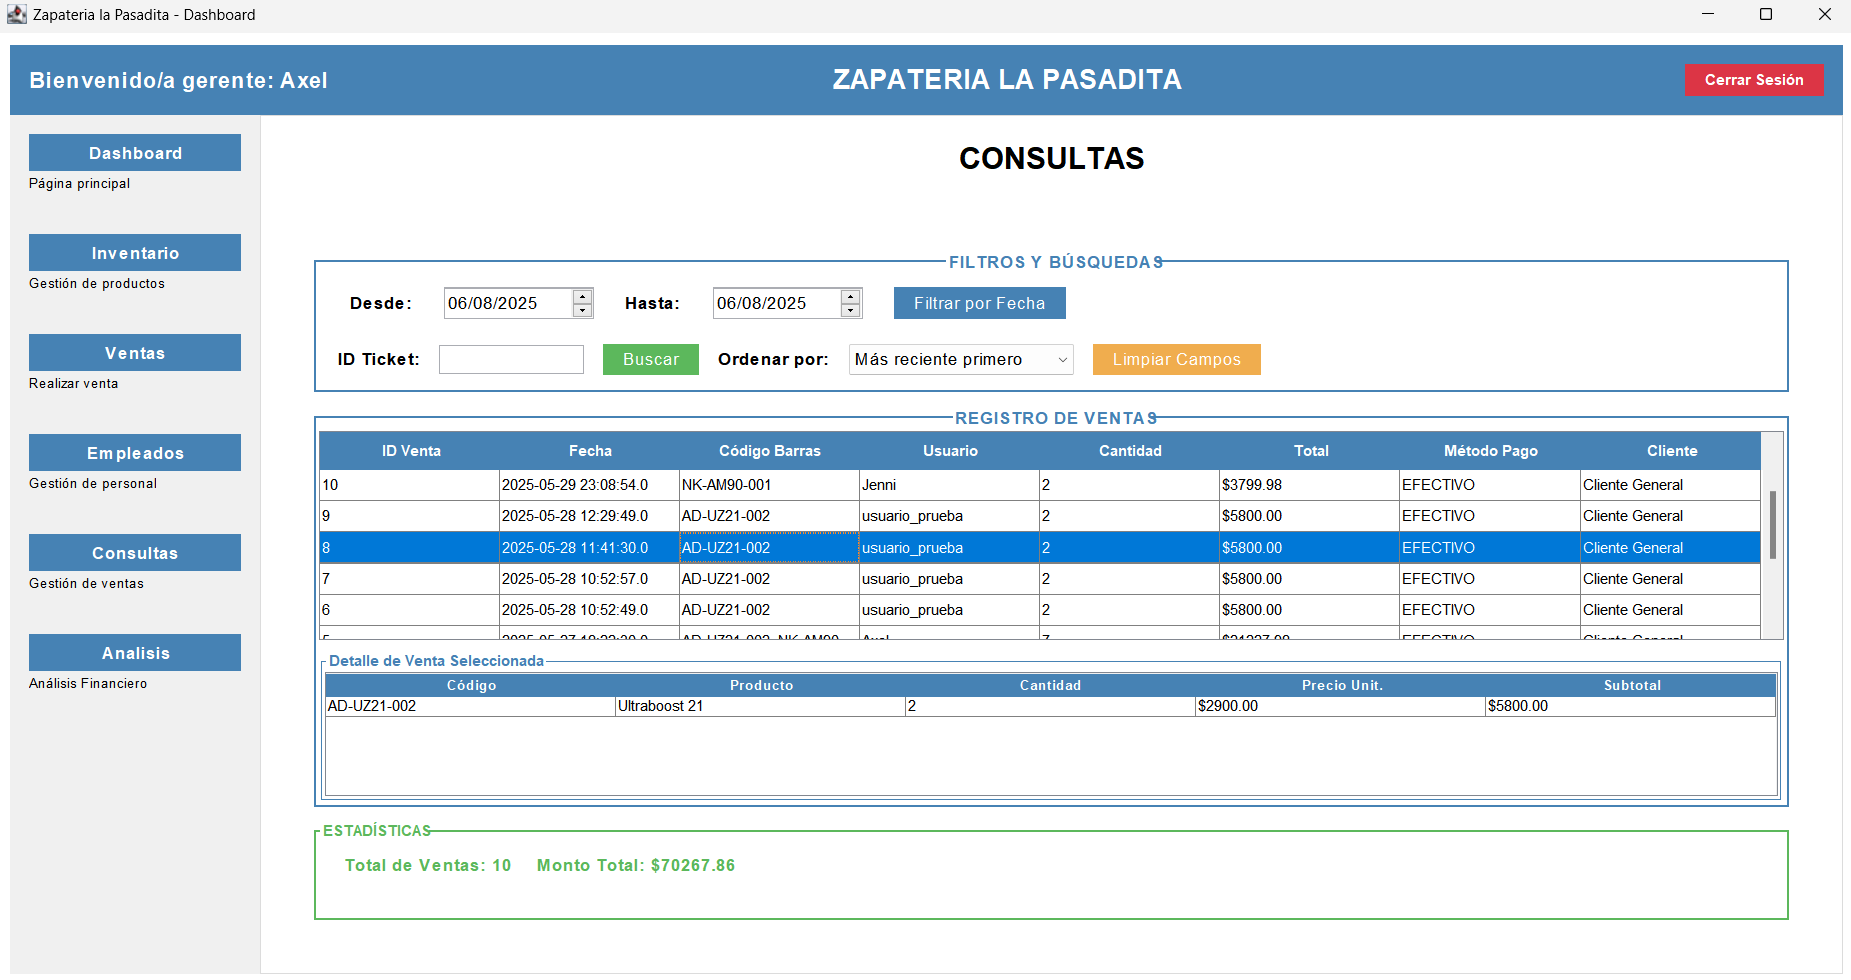 Zapateria la Pasadita - Dashboard
Bienvenido/a gerente: Axel
ZAPATERIA LA PASADITA
Cerrar Sesión
Dashboard
Página principal
Inventario
Gestión de productos
Ventas
Realizar venta
Empleados
Gestión de personal
Consultas
Gestión de ventas
Analisis
Análisis Financiero
CONSULTAS
FILTROS Y BÚSQUEDAS
Desde: 06/08/2025 Hasta: 06/08/2025 Filtrar por Fecha
ID Ticket: Buscar Ordenar por: Más reciente primero Limpiar Campos
REGISTRO DE VENTAS
ID Venta Fecha Código Barras Usuario Cantidad Total Método Pago Cliente
10 2025-05-29 23:08:54.0 NK-AM90-001 Jenni 2 $3799.98 EFECTIVO Cliente General
9 2025-05-28 12:29:49.0 AD-UZ21-002 usuario_prueba 2 $5800.00 EFECTIVO Cliente General
8 2025-05-28 11:41:30.0 AD-UZ21-002 usuario_prueba 2 $5800.00 EFECTIVO Cliente General
7 2025-05-28 10:52:57.0 AD-UZ21-002 usuario_prueba 2 $5800.00 EFECTIVO Cliente General
6 2025-05-28 10:52:49.0 AD-UZ21-002 usuario_prueba 2 $5800.00 EFECTIVO Cliente General
Detalle de Venta Seleccionada
Código Producto Cantidad Precio Unit. Subtotal
AD-UZ21-002 Ultraboost 21 2 $2900.00 $5800.00
ESTADÍSTICAS
Total de Ventas: 10 Monto Total: $70267.86